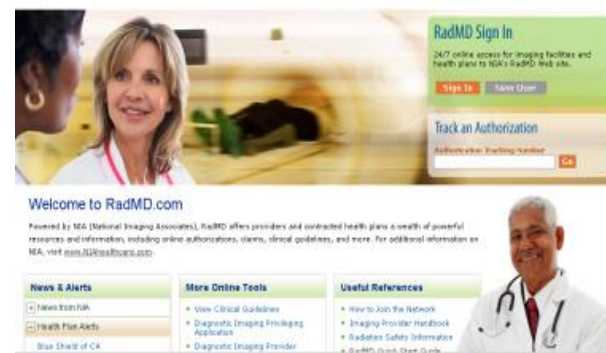 RadMD Sign In
24/7 online access for imaging facilities and
health plans to NIA's RadMD Web site.
Sign In New User
Track an Authorization
Authorization Tracking Number
Go
Welcome to RadMD.com
Powered by NIA (National Imaging Associates), RadMD offers providers and contracted health plans a wealth of powerful
resources and information, including online authorizations, claims, clinical guidelines, and more. For additional information on
NIA, visit www.NIAhealthcare.com.
News & Alerts
News from NIA
Health Plan Alerts
Blue Shield of CA
More Online Tools
View Clinical Guidelines
Diagnostic Imaging Privileging
Application
Diagnostic Imaging Provider
Useful References
How to Join the Network
Imaging Provider Handbook
Radiation Safety Information
RadMD Quick Start Guide